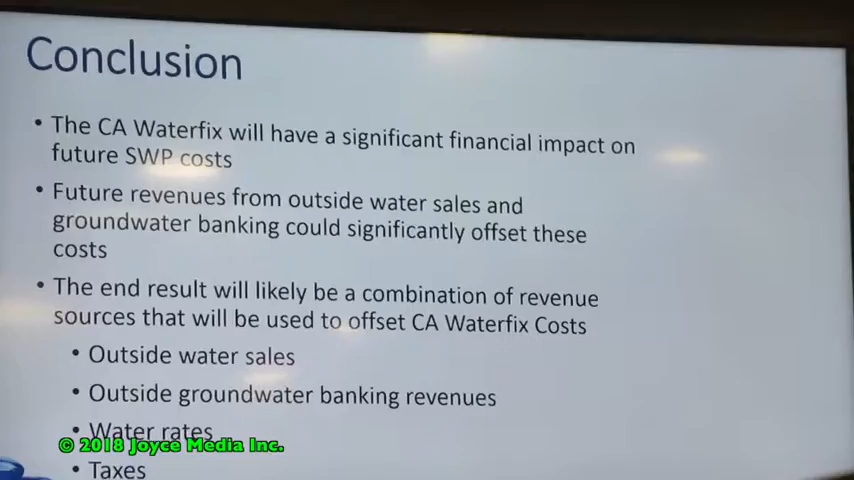 Conclusion
• The CA Waterfix will have a significant financial impact on
future SWP costs
• Future revenues from outside water sales and
groundwater banking could significantly offset these
costs
• The end result will likely be a combination of revenue
sources that will be used to offset CA Waterfix Costs
• Outside water sales
• Outside groundwater banking revenues
• Water rates
© 2018 Joyce Media Inc.
• Taxes